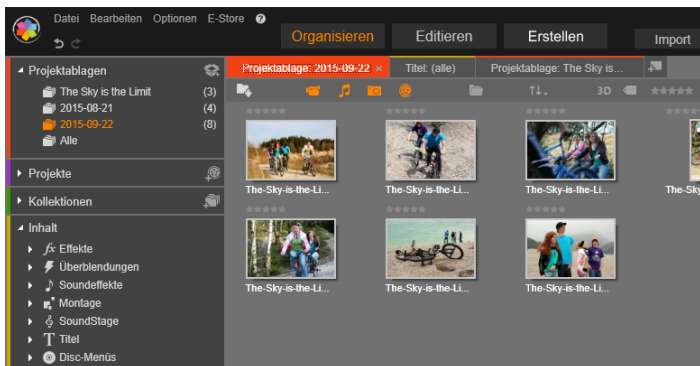 Datei Bearbeiten Optionen E-Store ?
Organisieren Editieren Erstellen Import
Projektablagen
The Sky is the Limit (3)
2015-08-21 (4)
2015-09-22 (8)
Alle
Projekte
Kollektionen
Inhalt
fx Effekte
Überblendungen
Soundeffekte
Montage
SoundStage
T Titel
Disc-Menüs
Projektablage: 2015-09-22 × Titel: (alle) Projektablage: The Sky is...
3D
The-Sky-is-the-Li... The-Sky-is-the-Li... The-Sky-is-the-Li... The-Sky
The-Sky-is-the-Li... The-Sky-is-the-Li... The-Sky-is-the-Li...